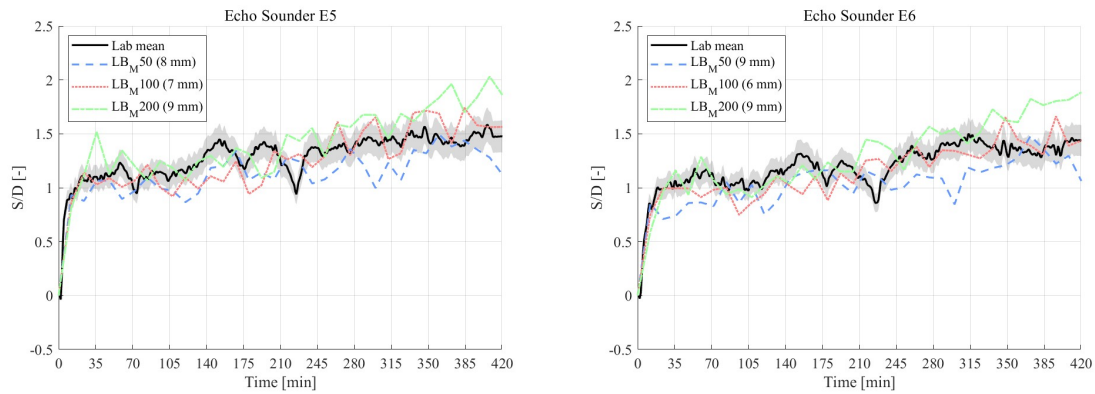 Echo Sounder E5
2.5
2
1.5
1
0.5
0
-0.5
S/D [-]
Lab mean
LB_M50 (8 mm)
LB_M100 (7 mm)
LB_M200 (9 mm)
0 35 70 105 140 175 210 245 280 315 350 385 420
Time [min]
Echo Sounder E6
2.5
2
1.5
1
0.5
0
-0.5
S/D [-]
Lab mean
LB_M50 (9 mm)
LB_M100 (6 mm)
LB_M200 (9 mm)
0 35 70 105 140 175 210 245 280 315 350 385 420
Time [min]